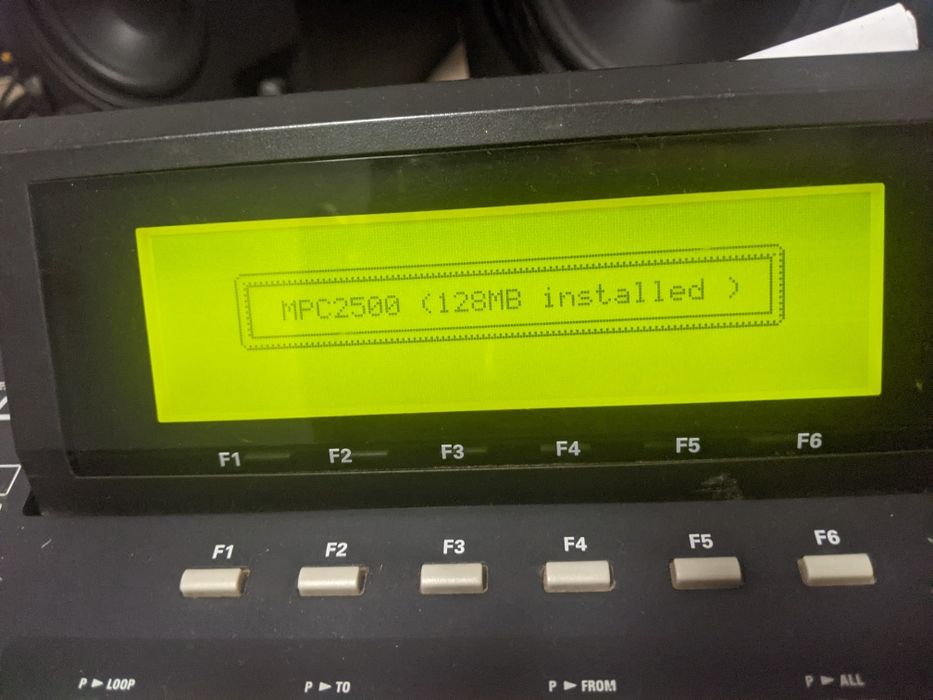 MPC2500 (128MB installed )
F1 F2 F3 F4 F5 F6
F1 F2 F3 F4 F5 F6
P ► LOOP P ► TO P ► FROM P ► ALL